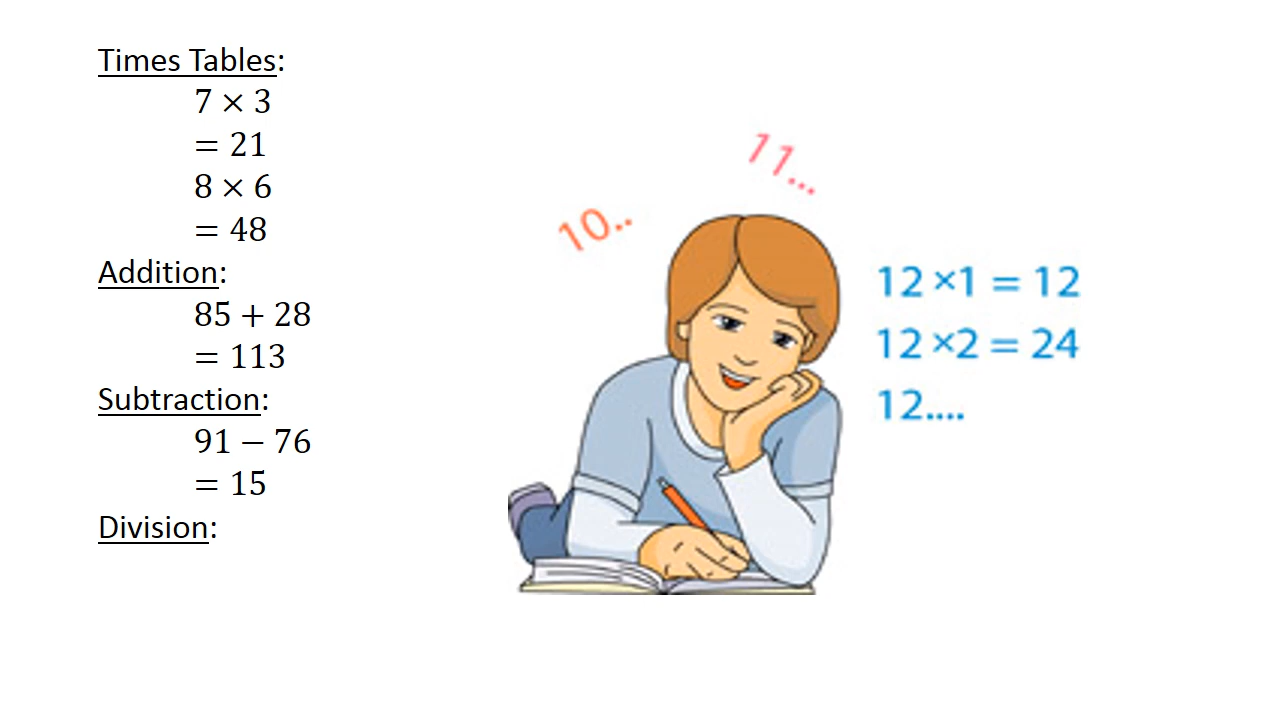 Times Tables:
7 × 3
= 21
8 × 6
= 48
Addition:
85 + 28
= 113
Subtraction:
91 − 76
= 15
Division:
10..
11...
12 ×1 = 12
12 ×2 = 24
12....